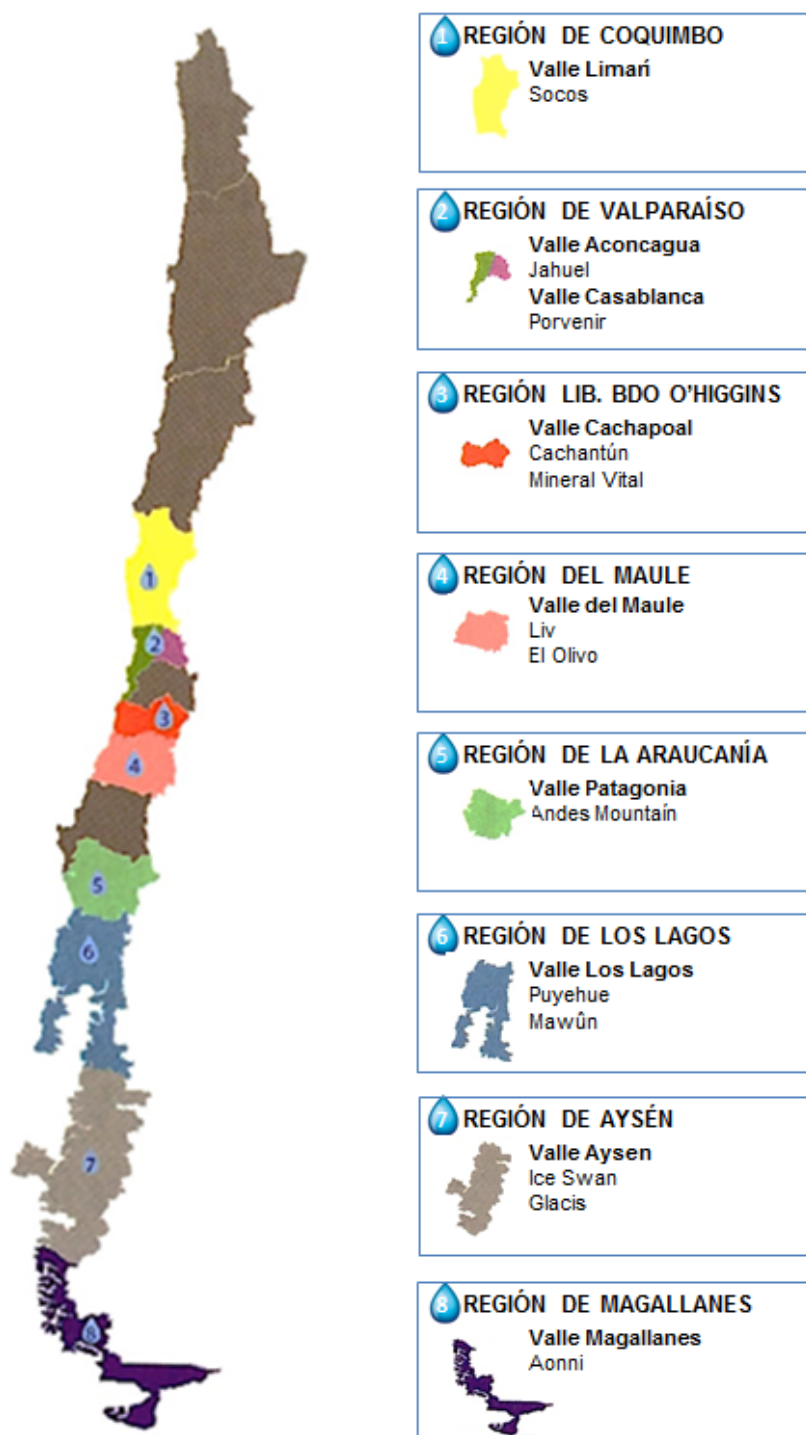 1 REGIÓN DE COQUIMBO
Valle Limarí
Socos
2 REGIÓN DE VALPARAÍSO
Valle Aconcagua
Jahuel
Valle Casablanca
Porvenir
3 REGIÓN LIB. BDO O'HIGGINS
Valle Cachapoal
Cachantún
Mineral Vital
4 REGIÓN DEL MAULE
Valle del Maule
Liv
El Olivo
5 REGIÓN DE LA ARAUCANÍA
Valle Patagonia
Andes Mountaín
6 REGIÓN DE LOS LAGOS
Valle Los Lagos
Puyehue
Mawûn
7 REGIÓN DE AYSÉN
Valle Aysen
Ice Swan
Glacis
8 REGIÓN DE MAGALLANES
Valle Magallanes
Aonni
1
2
3
4
5
6
7
8